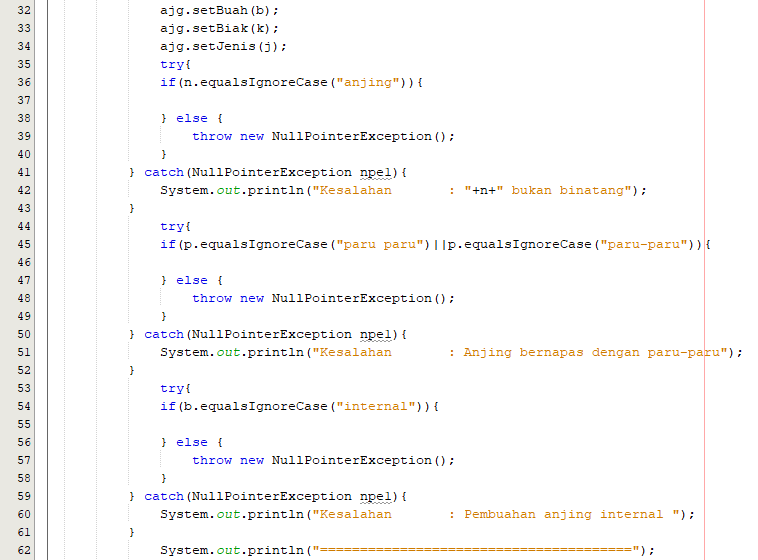 32 ajg.setBuah(b);
33 ajg.setBiak(k);
34 ajg.setJenis(j);
35 try{
36 if(n.equalsIgnoreCase("anjing")){
37
38 } else {
39 throw new NullPointerException();
40 }
41 } catch(NullPointerException npe1){
42 System.out.println("Kesalahan       : "+n+" bukan binatang");
43 }
44 try{
45 if(p.equalsIgnoreCase("paru paru")||p.equalsIgnoreCase("paru-paru")){
46
47 } else {
48 throw new NullPointerException();
49 }
50 } catch(NullPointerException npe1){
51 System.out.println("Kesalahan       : Anjing bernapas dengan paru-paru");
52 }
53 try{
54 if(b.equalsIgnoreCase("internal")){
55
56 } else {
57 throw new NullPointerException();
58 }
59 } catch(NullPointerException npe1){
60 System.out.println("Kesalahan       : Pembuahan anjing internal ");
61 }
62 System.out.println("=======================================");